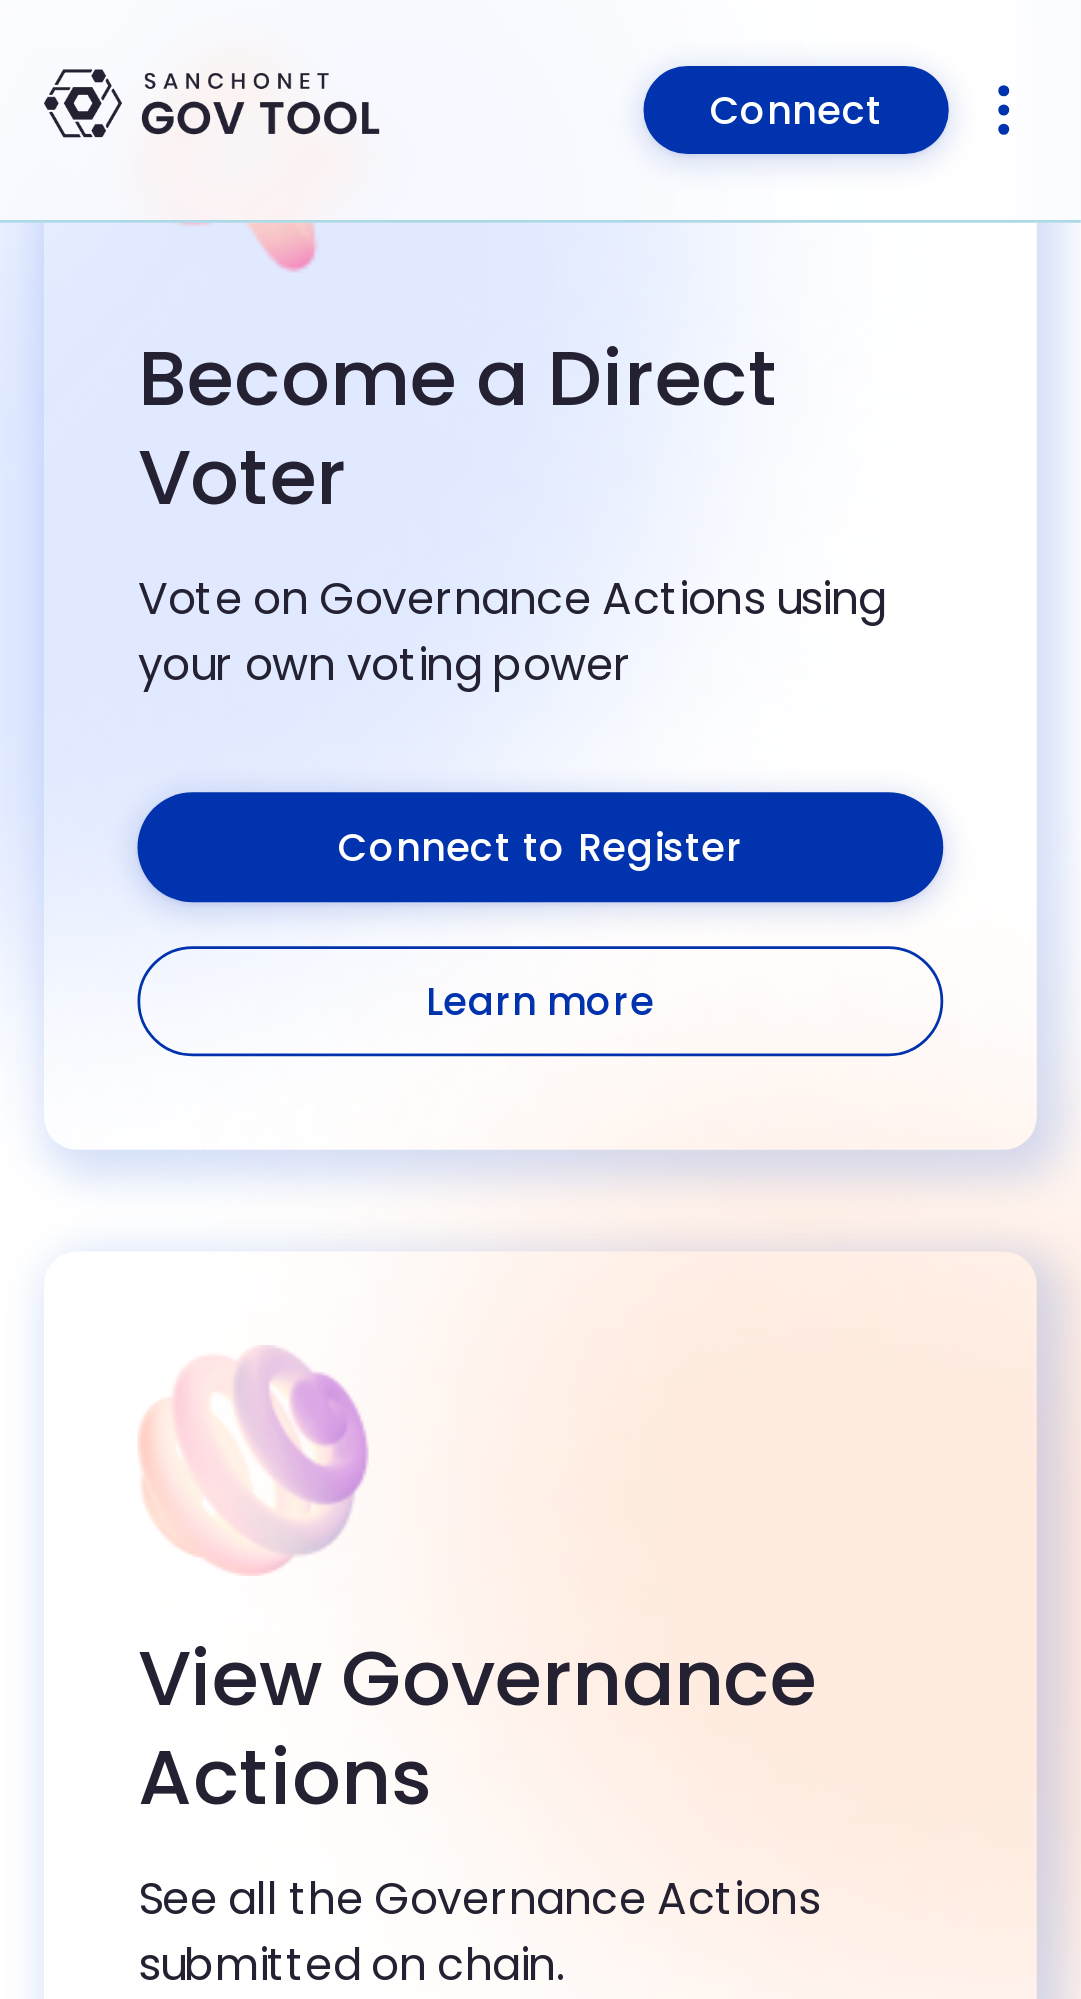 SANCHONET
GOV TOOL
Connect
Become a Direct
Voter
Vote on Governance Actions using
your own voting power
Connect to Register
Learn more
View Governance
Actions
See all the Governance Actions
submitted on chain.